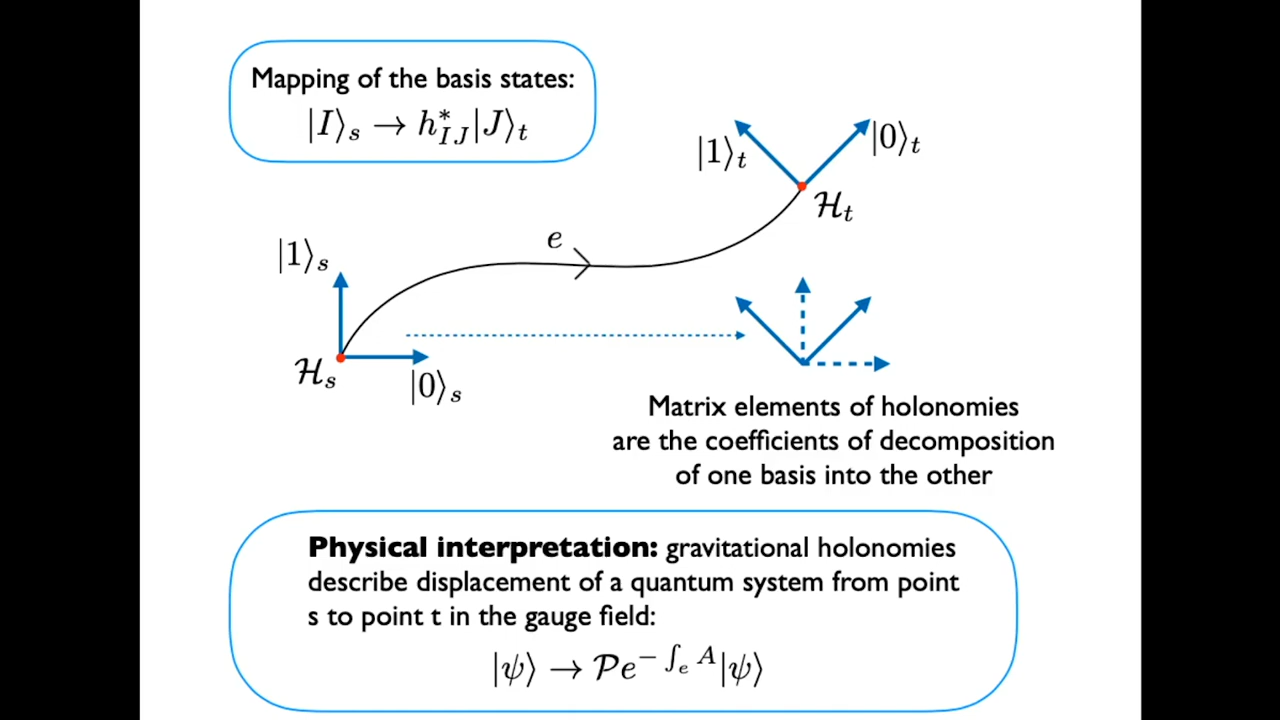 Mapping of the basis states:
|I⟩ₛ → h*_{IJ}|J⟩ₜ
|1⟩ₜ
|0⟩ₜ
ℋₜ
e
|1⟩ₛ
ℋₛ
|0⟩ₛ
Matrix elements of holonomies
are the coefficients of decomposition
of one basis into the other
Physical interpretation: gravitational holonomies
describe displacement of a quantum system from point
s to point t in the gauge field:
|ψ⟩ → 𝒫e^{-∫_e A}|ψ⟩